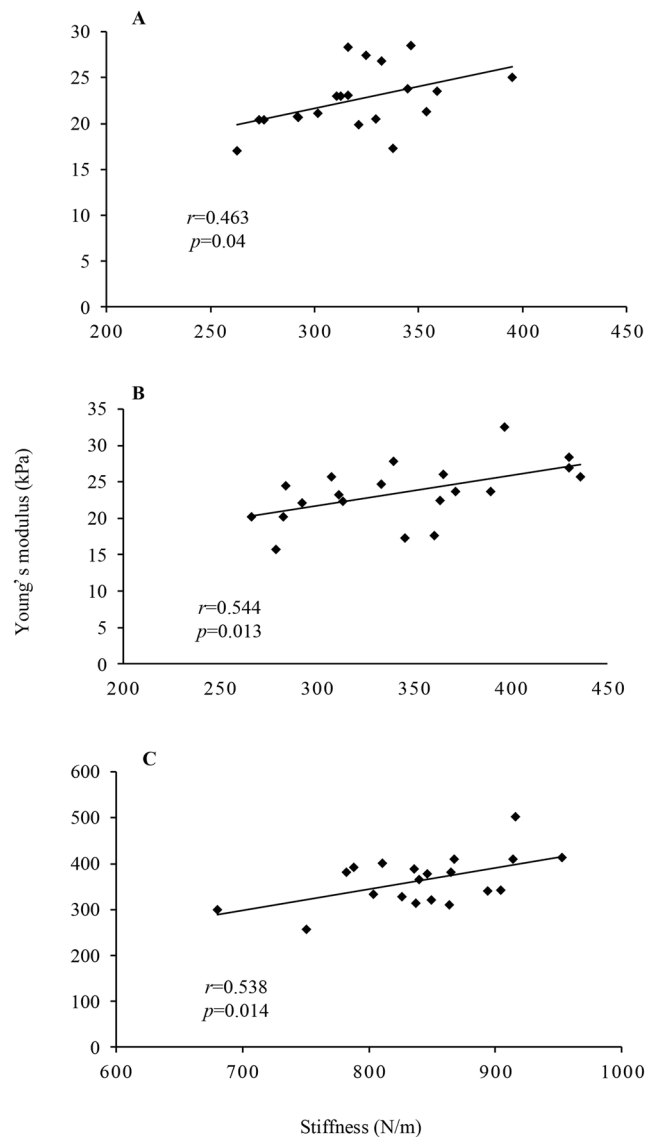 A
30
25
20
15
10
5
0
r=0.463
p=0.04
200 250 300 350 400 450
B
35
30
25
20
15
10
5
0
r=0.544
p=0.013
200 250 300 350 400 450
Young's modulus (kPa)
C
600
500
400
300
200
100
0
r=0.538
p=0.014
600 700 800 900 1000
Stiffness (N/m)